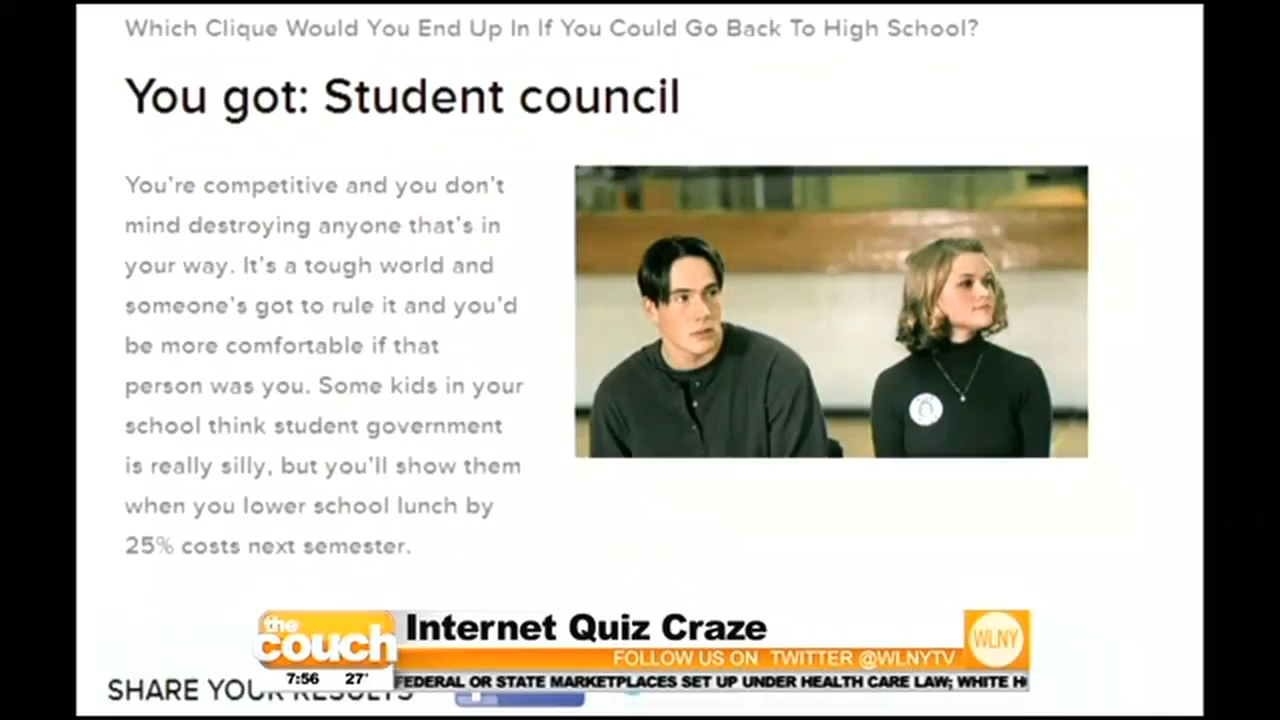 Which Clique Would You End Up In If You Could Go Back To High School?
You got: Student council
You're competitive and you don't
mind destroying anyone that's in
your way. It's a tough world and
someone's got to rule it and you'd
be more comfortable if that
person was you. Some kids in your
school think student government
is really silly, but you'll show them
when you lower school lunch by
25% costs next semester.
the
couch
Internet Quiz Craze
WLNY
FOLLOW US ON TWITTER @WLNYTV
7:56 27°
FEDERAL OR STATE MARKETPLACES SET UP UNDER HEALTH CARE LAW; WHITE
SHARE YOUR RESULTS